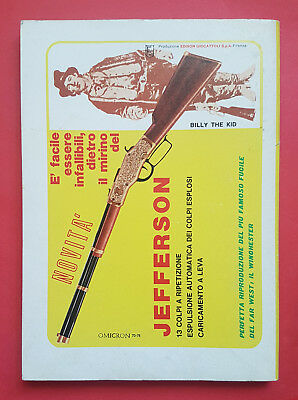 Produzione EDISON GIOCATTOLI S.p.A. Firenze
BILLY THE KID
E' facile
essere
infallibili,
dietro
il mirino
del
NOVITA'
JEFFERSON
13 COLPI A RIPETIZIONE
ESPULSIONE AUTOMATICA DEI COLPI ESPLOSI
CARICAMENTO A LEVA
PERFETTA RIPRODUZIONE DEL PIU FAMOSO FUCILE
DEL FAR WEST: IL WINCHESTER
OMICRON 75-76